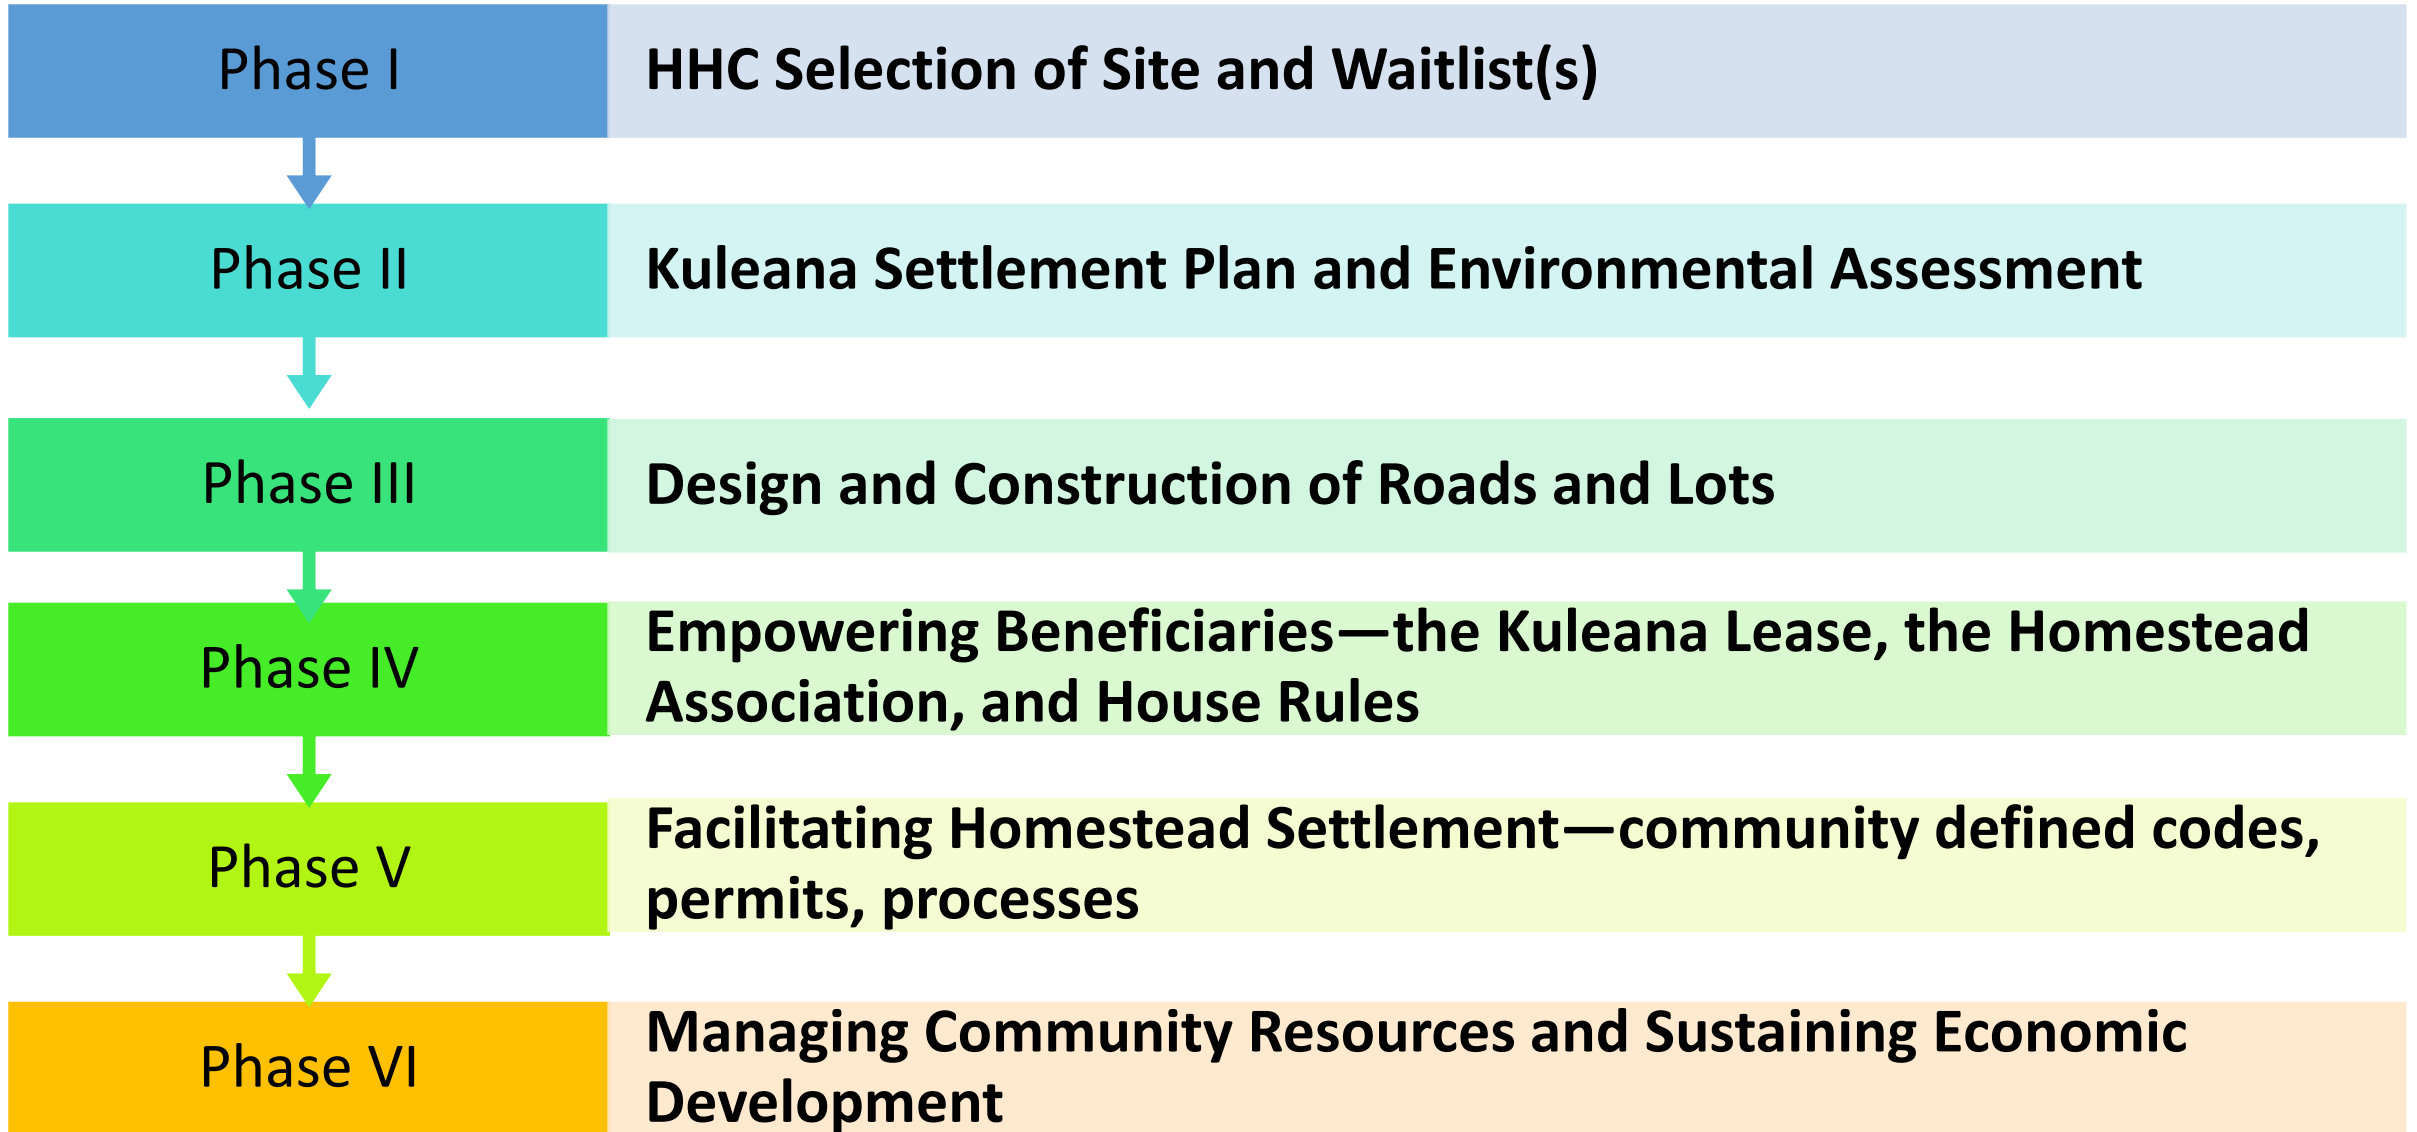 Phase I
HHC Selection of Site and Waitlist(s)
Phase II
Kuleana Settlement Plan and Environmental Assessment
Phase III
Design and Construction of Roads and Lots
Phase IV
Empowering Beneficiaries—the Kuleana Lease, the Homestead
Association, and House Rules
Phase V
Facilitating Homestead Settlement—community defined codes,
permits, processes
Phase VI
Managing Community Resources and Sustaining Economic
Development